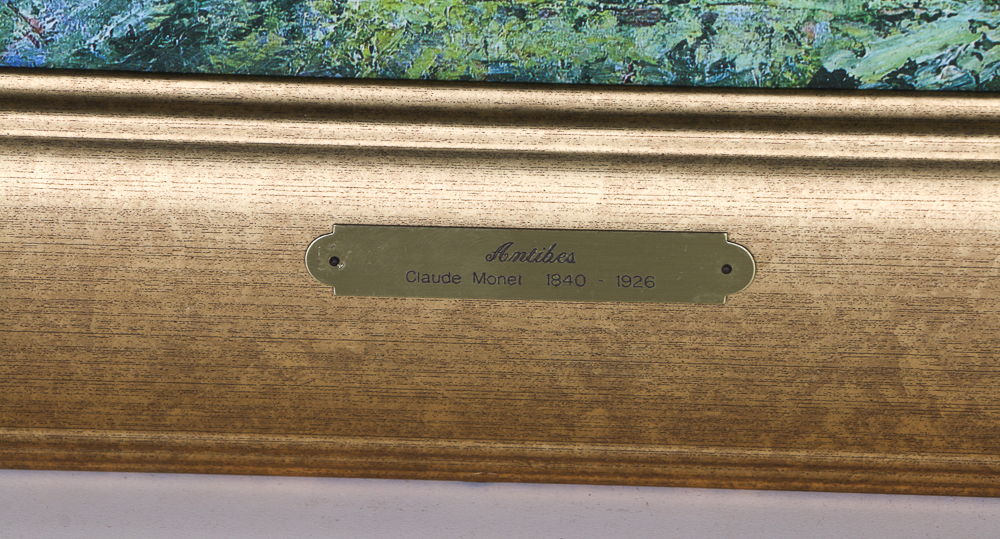 Antibes
Claude Monet 1840 - 1926